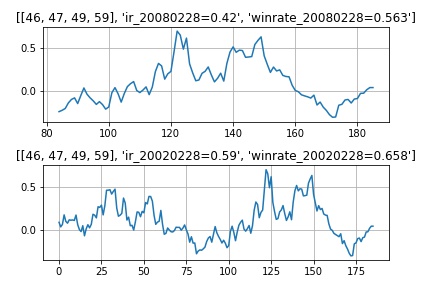 [[46, 47, 49, 59], 'ir_20080228=0.42', 'winrate_20080228=0.563']
0.5
0.0
80 100 120 140 160 180
[[46, 47, 49, 59], 'ir_20020228=0.59', 'winrate_20020228=0.658']
0.5
0.0
0 25 50 75 100 125 150 175